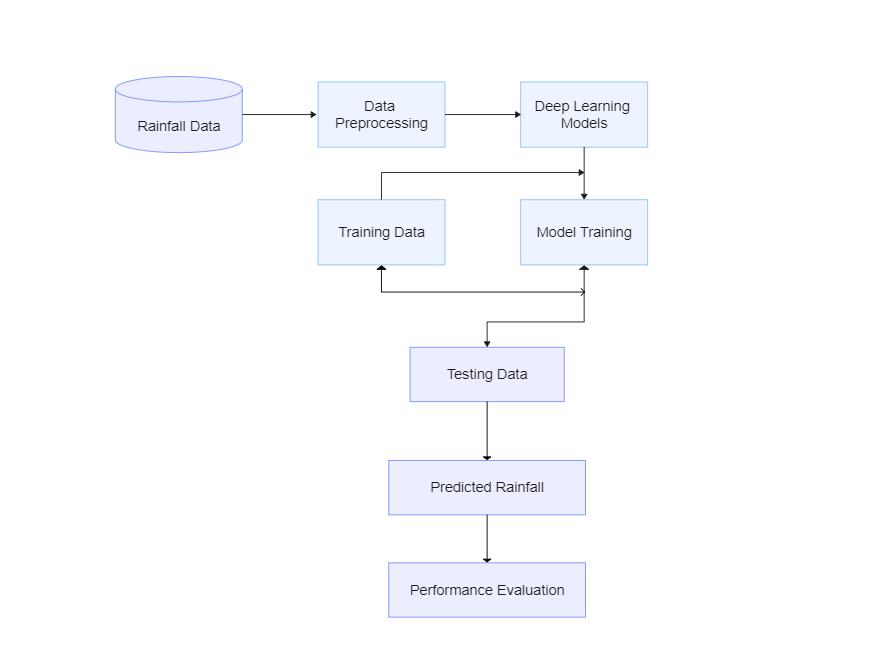 Rainfall Data
Data
Preprocessing
Deep Learning
Models
Training Data
Model Training
Testing Data
Predicted Rainfall
Performance Evaluation